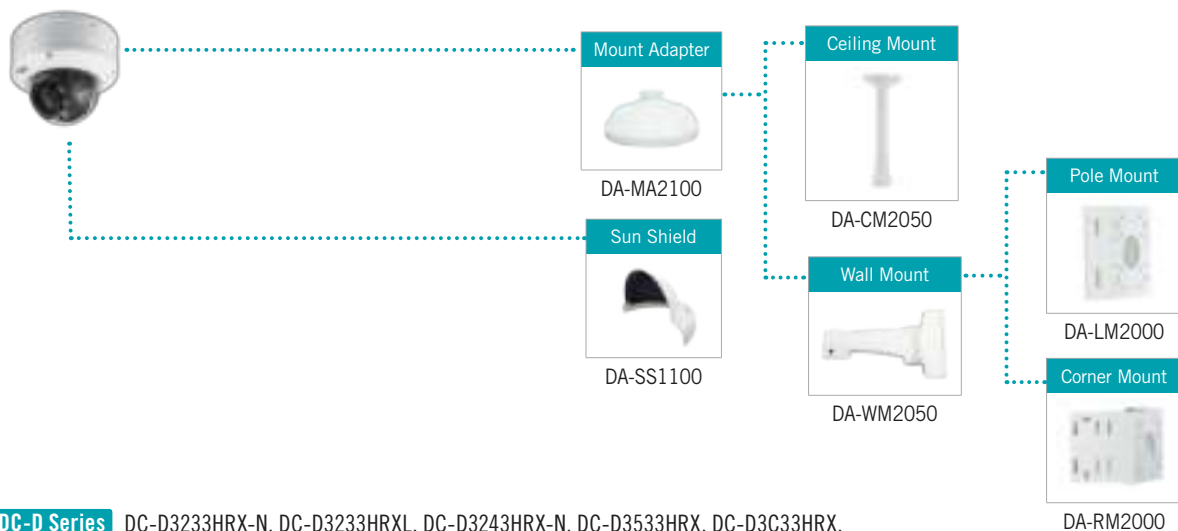 Mount Adapter
DA-MA2100
Sun Shield
DA-SS1100
Ceiling Mount
DA-CM2050
Wall Mount
DA-WM2050
Pole Mount
DA-LM2000
Corner Mount
DA-RM2000
DC-D Series DC-D3233HRX-N, DC-D3233HRXL, DC-D3243HRX-N, DC-D3533HRX, DC-D3C33HRX,